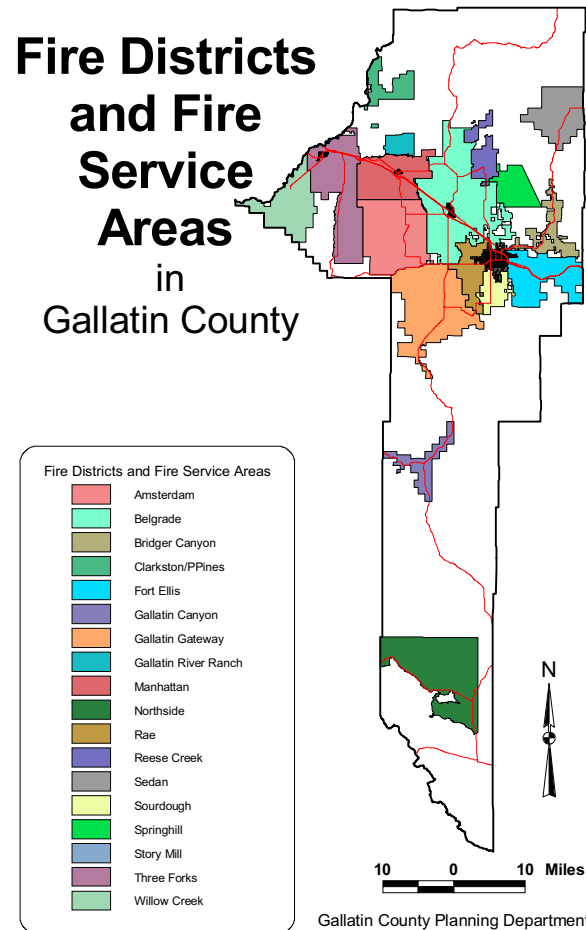 Fire Districts
and Fire
Service
Areas
in
Gallatin County
Fire Districts and Fire Service Areas
Amsterdam
Belgrade
Bridger Canyon
Clarkston/PPines
Fort Ellis
Gallatin Canyon
Gallatin Gateway
Gallatin River Ranch
Manhattan
Northside
Rae
Reese Creek
Sedan
Sourdough
Springhill
Story Mill
Three Forks
Willow Creek
N
10 0 10 Miles
Gallatin County Planning Department